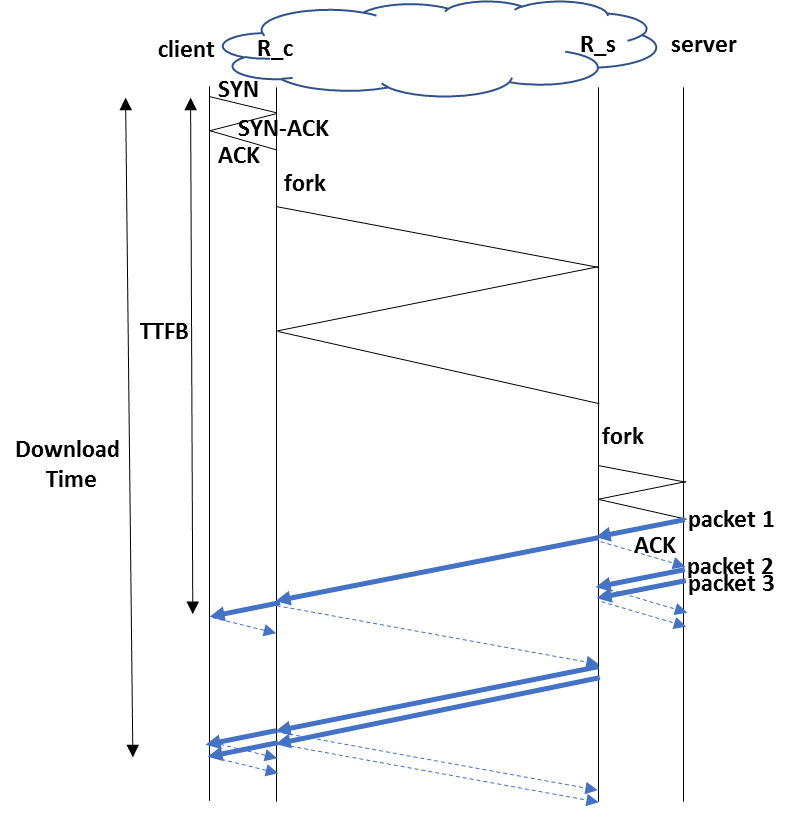 client
R_c
R_s
server
SYN
SYN-ACK
ACK
fork
TTFB
Download
Time
fork
packet 1
ACK
packet 2
packet 3